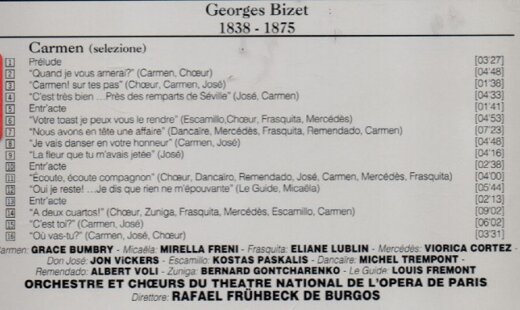 Georges Bizet
1838 - 1875
Carmen (selezione)
1 Prélude [03'27]
2 "Quand je vous amerai?" (Carmen, Chœur) [04'48]
3 "Carmen! sur tes pas" (Chœur, Carmen, José) [01'36]
4 "C'est très bien ...Près des remparts de Séville" (José, Carmen) [04'33]
5 Entr'acte [01'41]
6 "Votre toast je peux vous le rendre" (Escamillo,Chœur, Frasquita, Mercédès) [04'53]
7 "Nous avons en tête une affaire" (Dancaïre, Mercédès, Frasquita, Remendado, Carmen) [07'23]
8 "Je vais danser en votre honneur" (Carmen, José) [04'48]
9 "La fleur que tu m'avais jetée" (José) [04'16]
10 Entr'acte [02'38]
11 "Écoute, écoute compagnon" (Chœur, Dancaïro, Remendado, José, Carmen, Mercédès, Frasquita) [04'00]
12 "Oui je reste! ...Je dis que rien ne m'épouvante" (Le Guide, Micaëla) [05'44]
13 Entr'acte [02'13]
14 "A deux cuartos!" (Chœur, Zuniga, Frasquita, Mercédès, Escamillo, Carmen) [09'02]
15 "C'est toi?" (Carmen, José) [06'02]
16 "Où vas-tu?" (Carmen, José, Chœur) [03'31]
Carmen: GRACE BUMBRY - Micaëla: MIRELLA FRENI - Frasquita: ELIANE LUBLIN - Mercédès: VIORICA CORTEZ -
Don José: JON VICKERS - Escamillo: KOSTAS PASKALIS - Dancaïre: MICHEL TREMPONT -
Remendado: ALBERT VOLI - Zuniga: BERNARD GONTCHARENKO - Le Guide: LOUIS FREMONT
ORCHESTRE ET CHŒURS DU THEATRE NATIONAL DE L'OPERA DE PARIS
Direttore: RAFAEL FRÜHBECK DE BURGOS